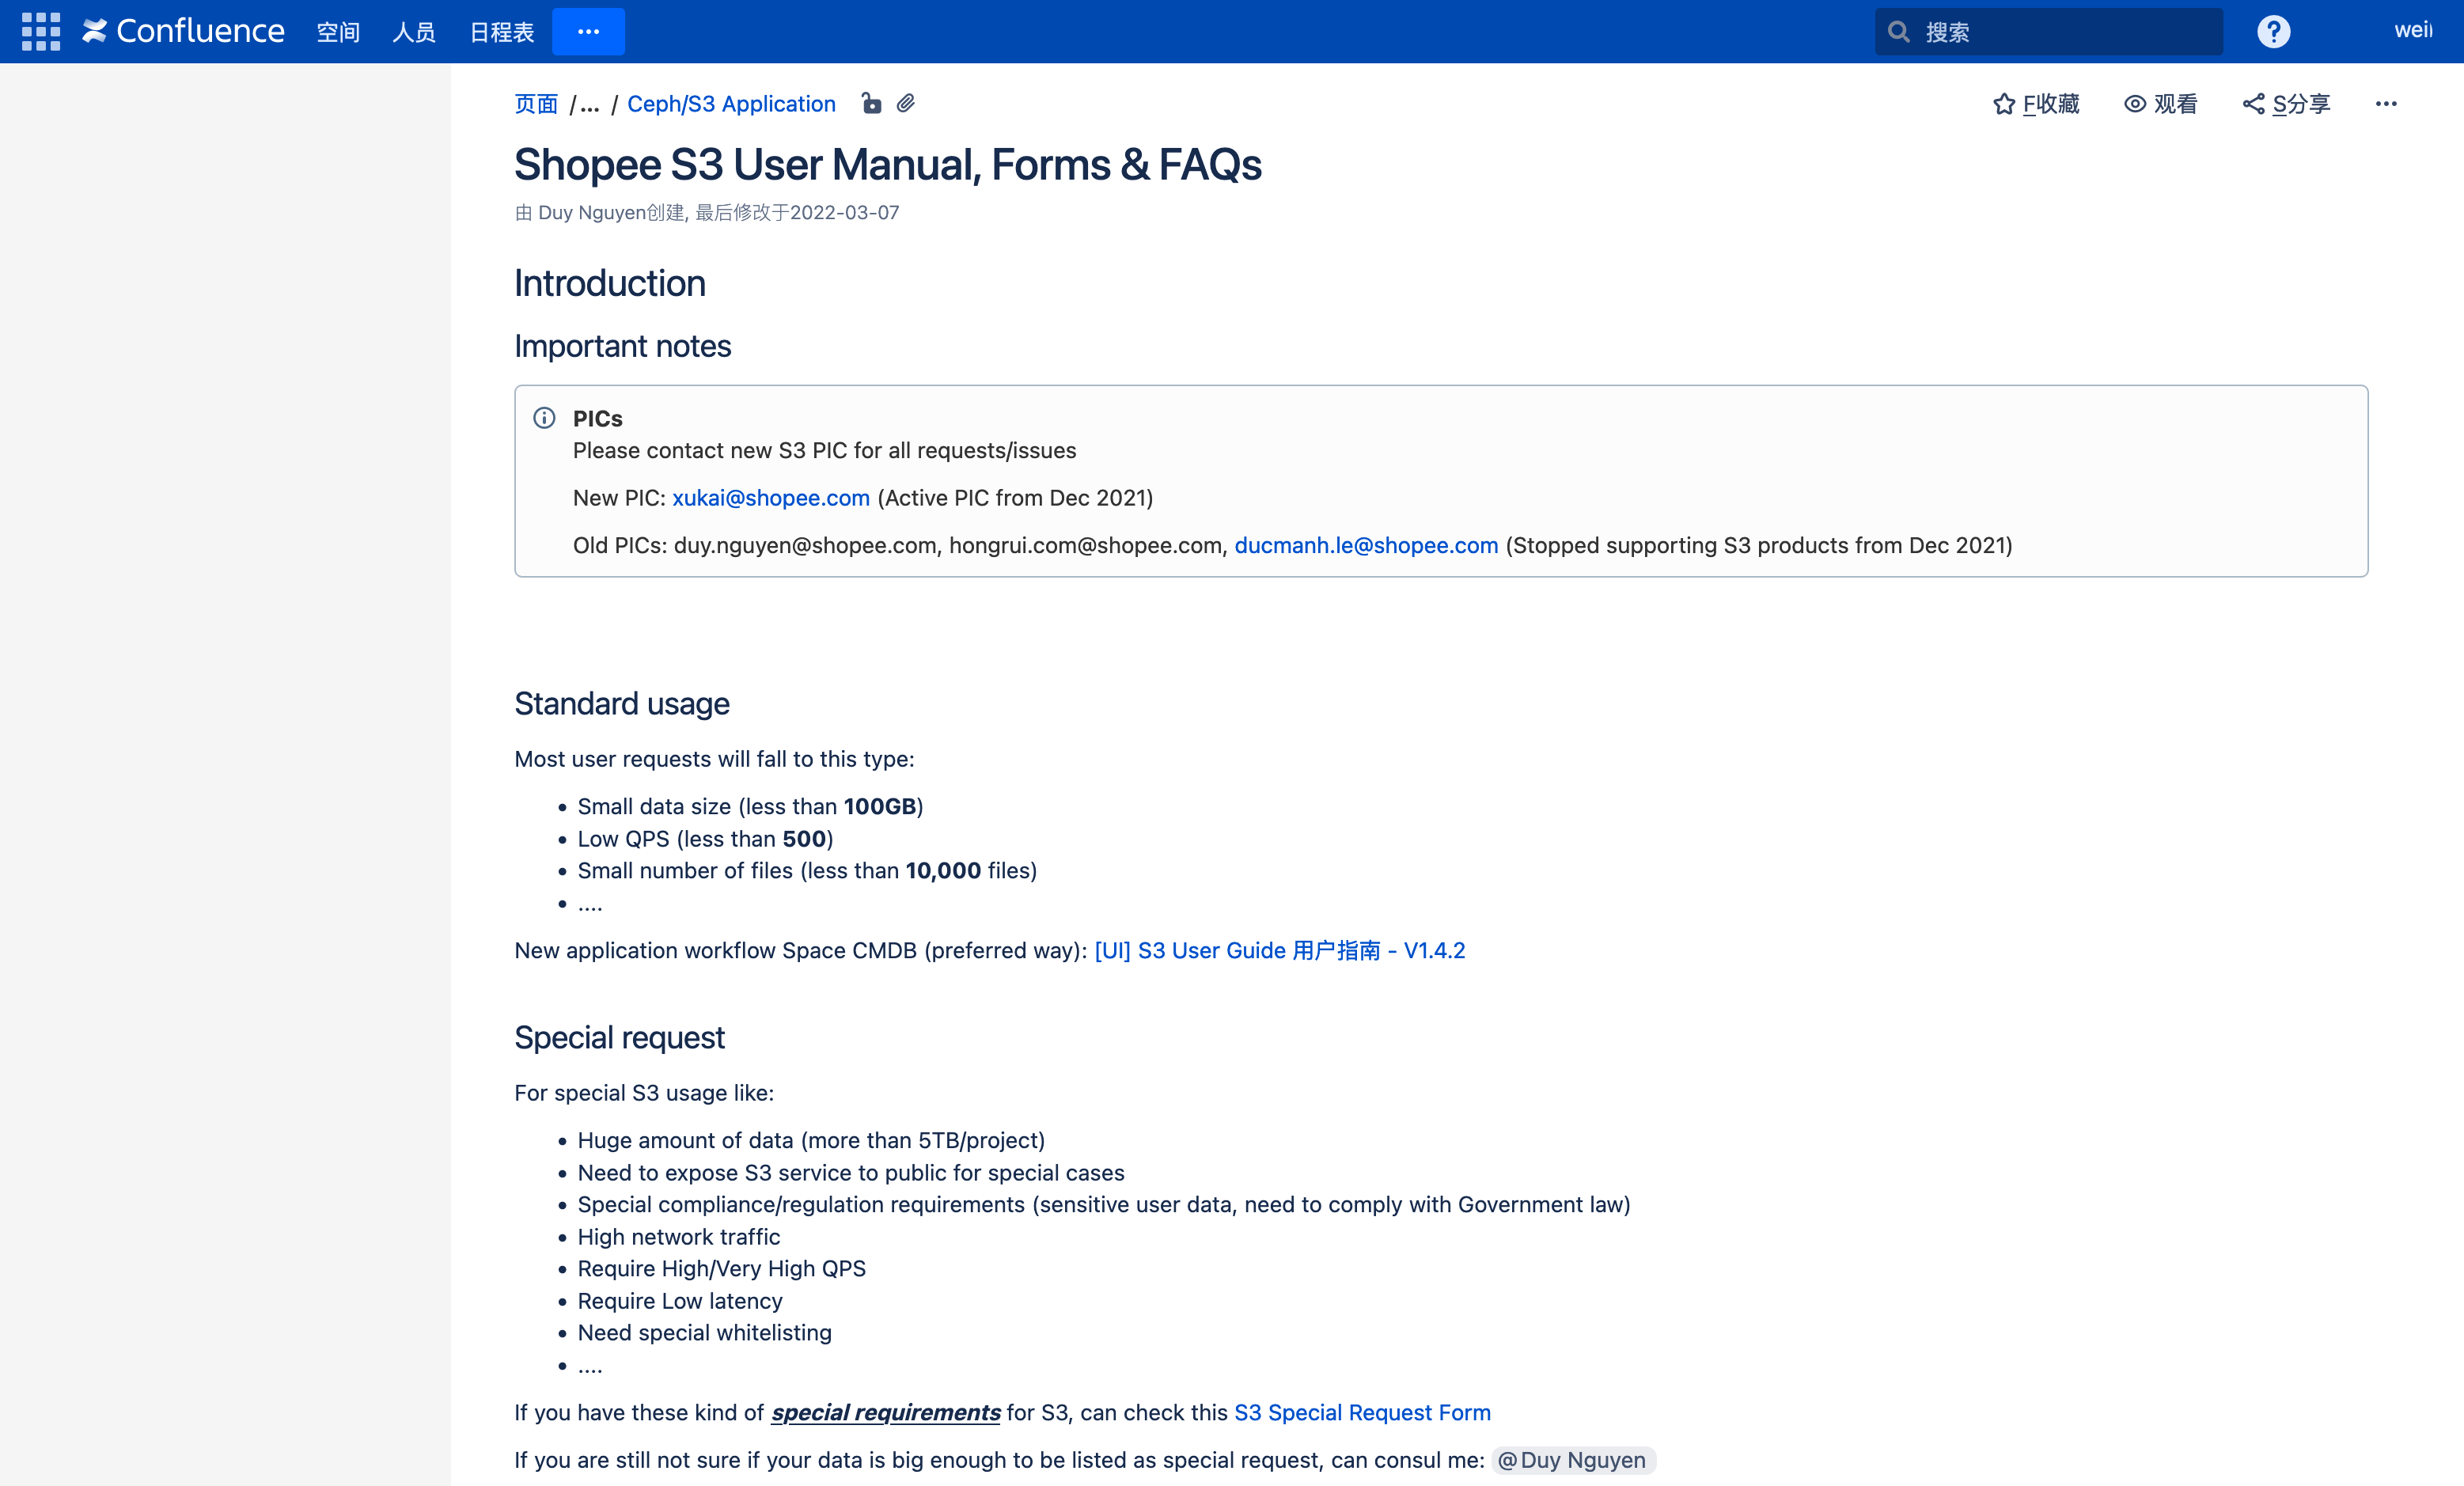 Confluence 空间 人员 日程表 ••• 搜索 ?
页面 /... / Ceph/S3 Application F收藏 观看 S分享 •••
Shopee S3 User Manual, Forms & FAQs
由 Duy Nguyen创建, 最后修改于2022-03-07
Introduction
Important notes
PICs
Please contact new S3 PIC for all requests/issues
New PIC: xukai@shopee.com (Active PIC from Dec 2021)
Old PICs: duy.nguyen@shopee.com, hongrui.com@shopee.com, ducmanh.le@shopee.com (Stopped supporting S3 products from Dec 2021)
Standard usage
Most user requests will fall to this type:
• Small data size (less than 100GB)
• Low QPS (less than 500)
• Small number of files (less than 10,000 files)
• ....
New application workflow Space CMDB (preferred way): [UI] S3 User Guide 用户指南 - V1.4.2
Special request
For special S3 usage like:
• Huge amount of data (more than 5TB/project)
• Need to expose S3 service to public for special cases
• Special compliance/regulation requirements (sensitive user data, need to comply with Government law)
• High network traffic
• Require High/Very High QPS
• Require Low latency
• Need special whitelisting
• ....
If you have these kind of special requirements for S3, can check this S3 Special Request Form
If you are still not sure if your data is big enough to be listed as special request, can consul me: @Duy Nguyen